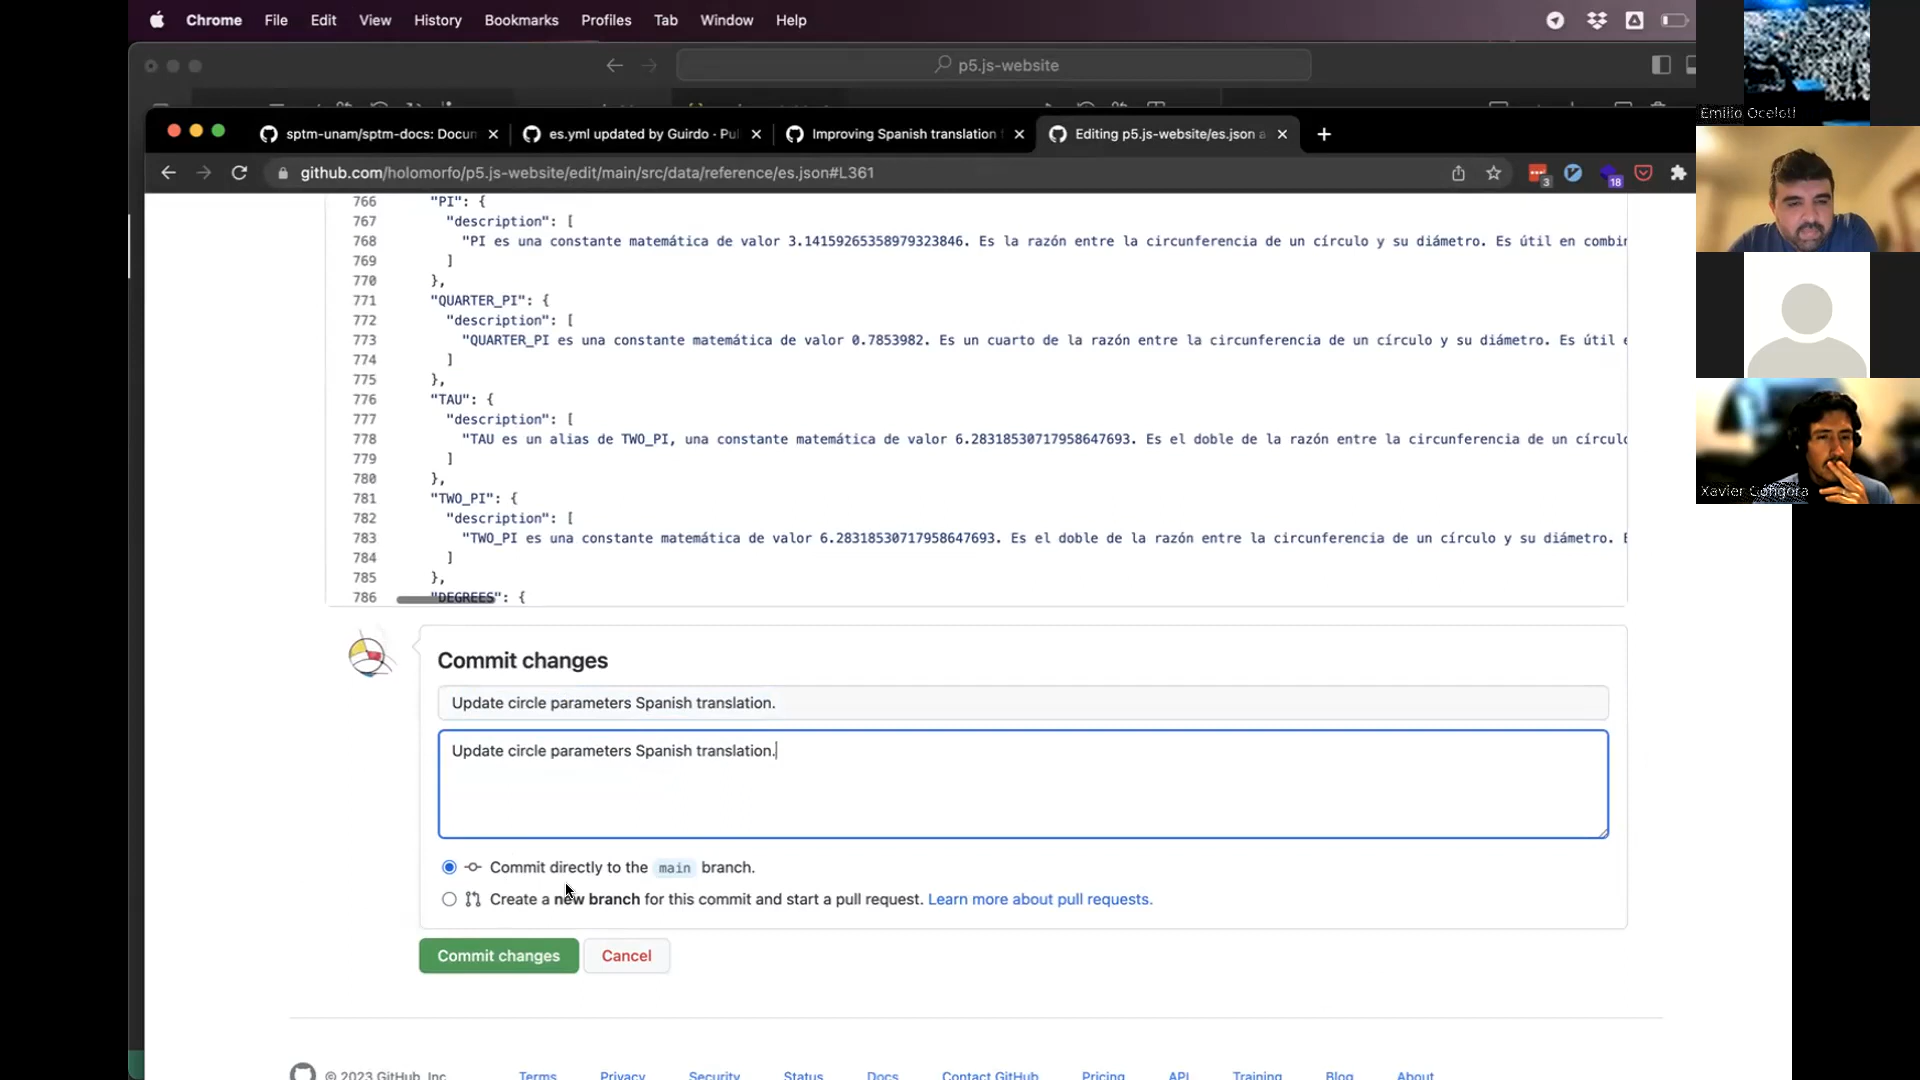 Chrome File Edit View History Bookmarks Profiles Tab Window Help
p5.js-website
sptm-unam/sptm-docs: Docum
es.yml updated by Guirdo · Pul
Improving Spanish translation
Editing p5.js-website/es.json a
github.com/holomorfo/p5.js-website/edit/main/src/data/reference/es.json#L361
3
18
766 "PI": {
767 "description": [
768 "PI es una constante matemática de valor 3.14159265358979323846. Es la razón entre la circunferencia de un círculo y su diámetro. Es útil en combin
769 ]
770 },
771 "QUARTER_PI": {
772 "description": [
773 "QUARTER_PI es una constante matemática de valor 0.7853982. Es un cuarto de la razón entre la circunferencia de un círculo y su diámetro. Es útil e
774 ]
775 },
776 "TAU": {
777 "description": [
778 "TAU es un alias de TWO_PI, una constante matemática de valor 6.28318530717958647693. Es el doble de la razón entre la circunferencia de un círculo
779 ]
780 },
781 "TWO_PI": {
782 "description": [
783 "TWO_PI es una constante matemática de valor 6.28318530717958647693. Es el doble de la razón entre la circunferencia de un círculo y su diámetro. E
784 ]
785 },
786 "DEGREES": {
Commit changes
Update circle parameters Spanish translation.
Update circle parameters Spanish translation.
Commit directly to the main branch.
Create a new branch for this commit and start a pull request. Learn more about pull requests.
Commit changes Cancel
© 2023 GitHub, Inc. Terms Privacy Security Status Docs Contact GitHub Pricing API Training Blog About
Emilio Ocelotl
Xavier Góngora